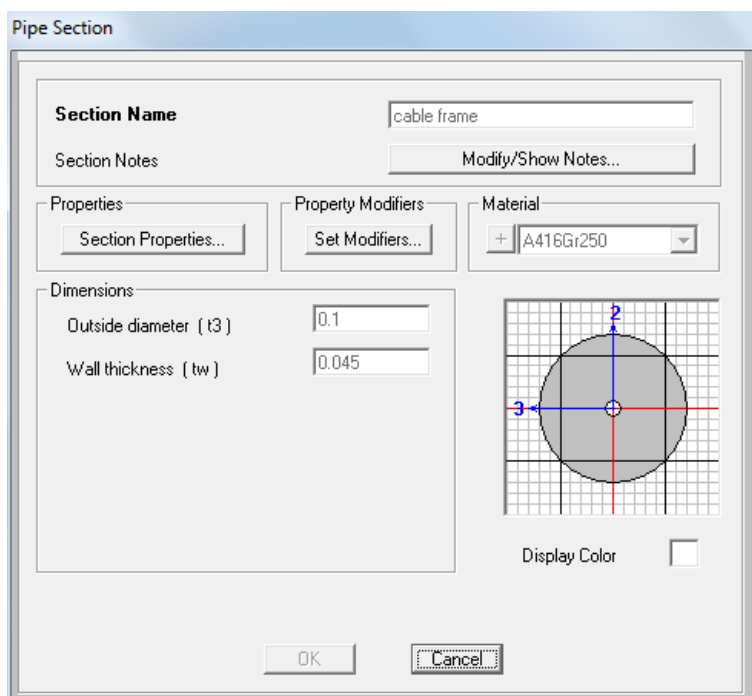 Pipe Section
Section Name
cable frame
Section Notes
Modify/Show Notes...
Properties
Section Properties...
Property Modifiers
Set Modifiers...
Material
+
A416Gr250
Dimensions
Outside diameter ( t3 )
0.1
Wall thickness ( tw )
0.045
2
3
Display Color
OK
Cancel